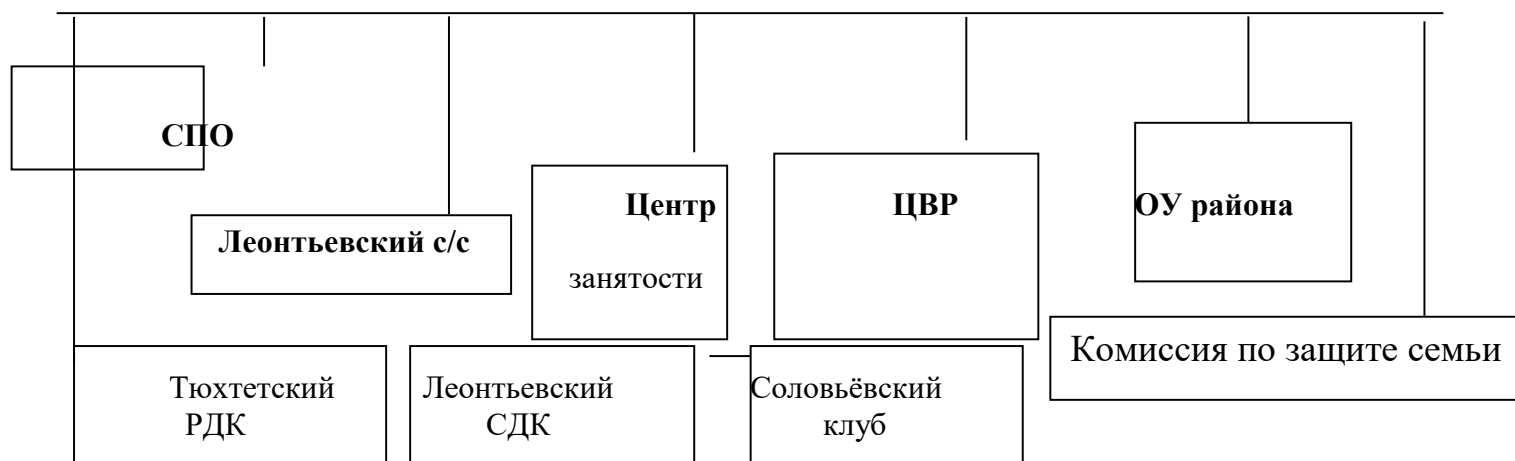 СПО
Центр
ЦВР
ОУ района
Леонтьевский с/с
занятости
Комиссия по защите семьи
Тюхтетский
РДК
Леонтьевский
СДК
Соловьёвский
клуб